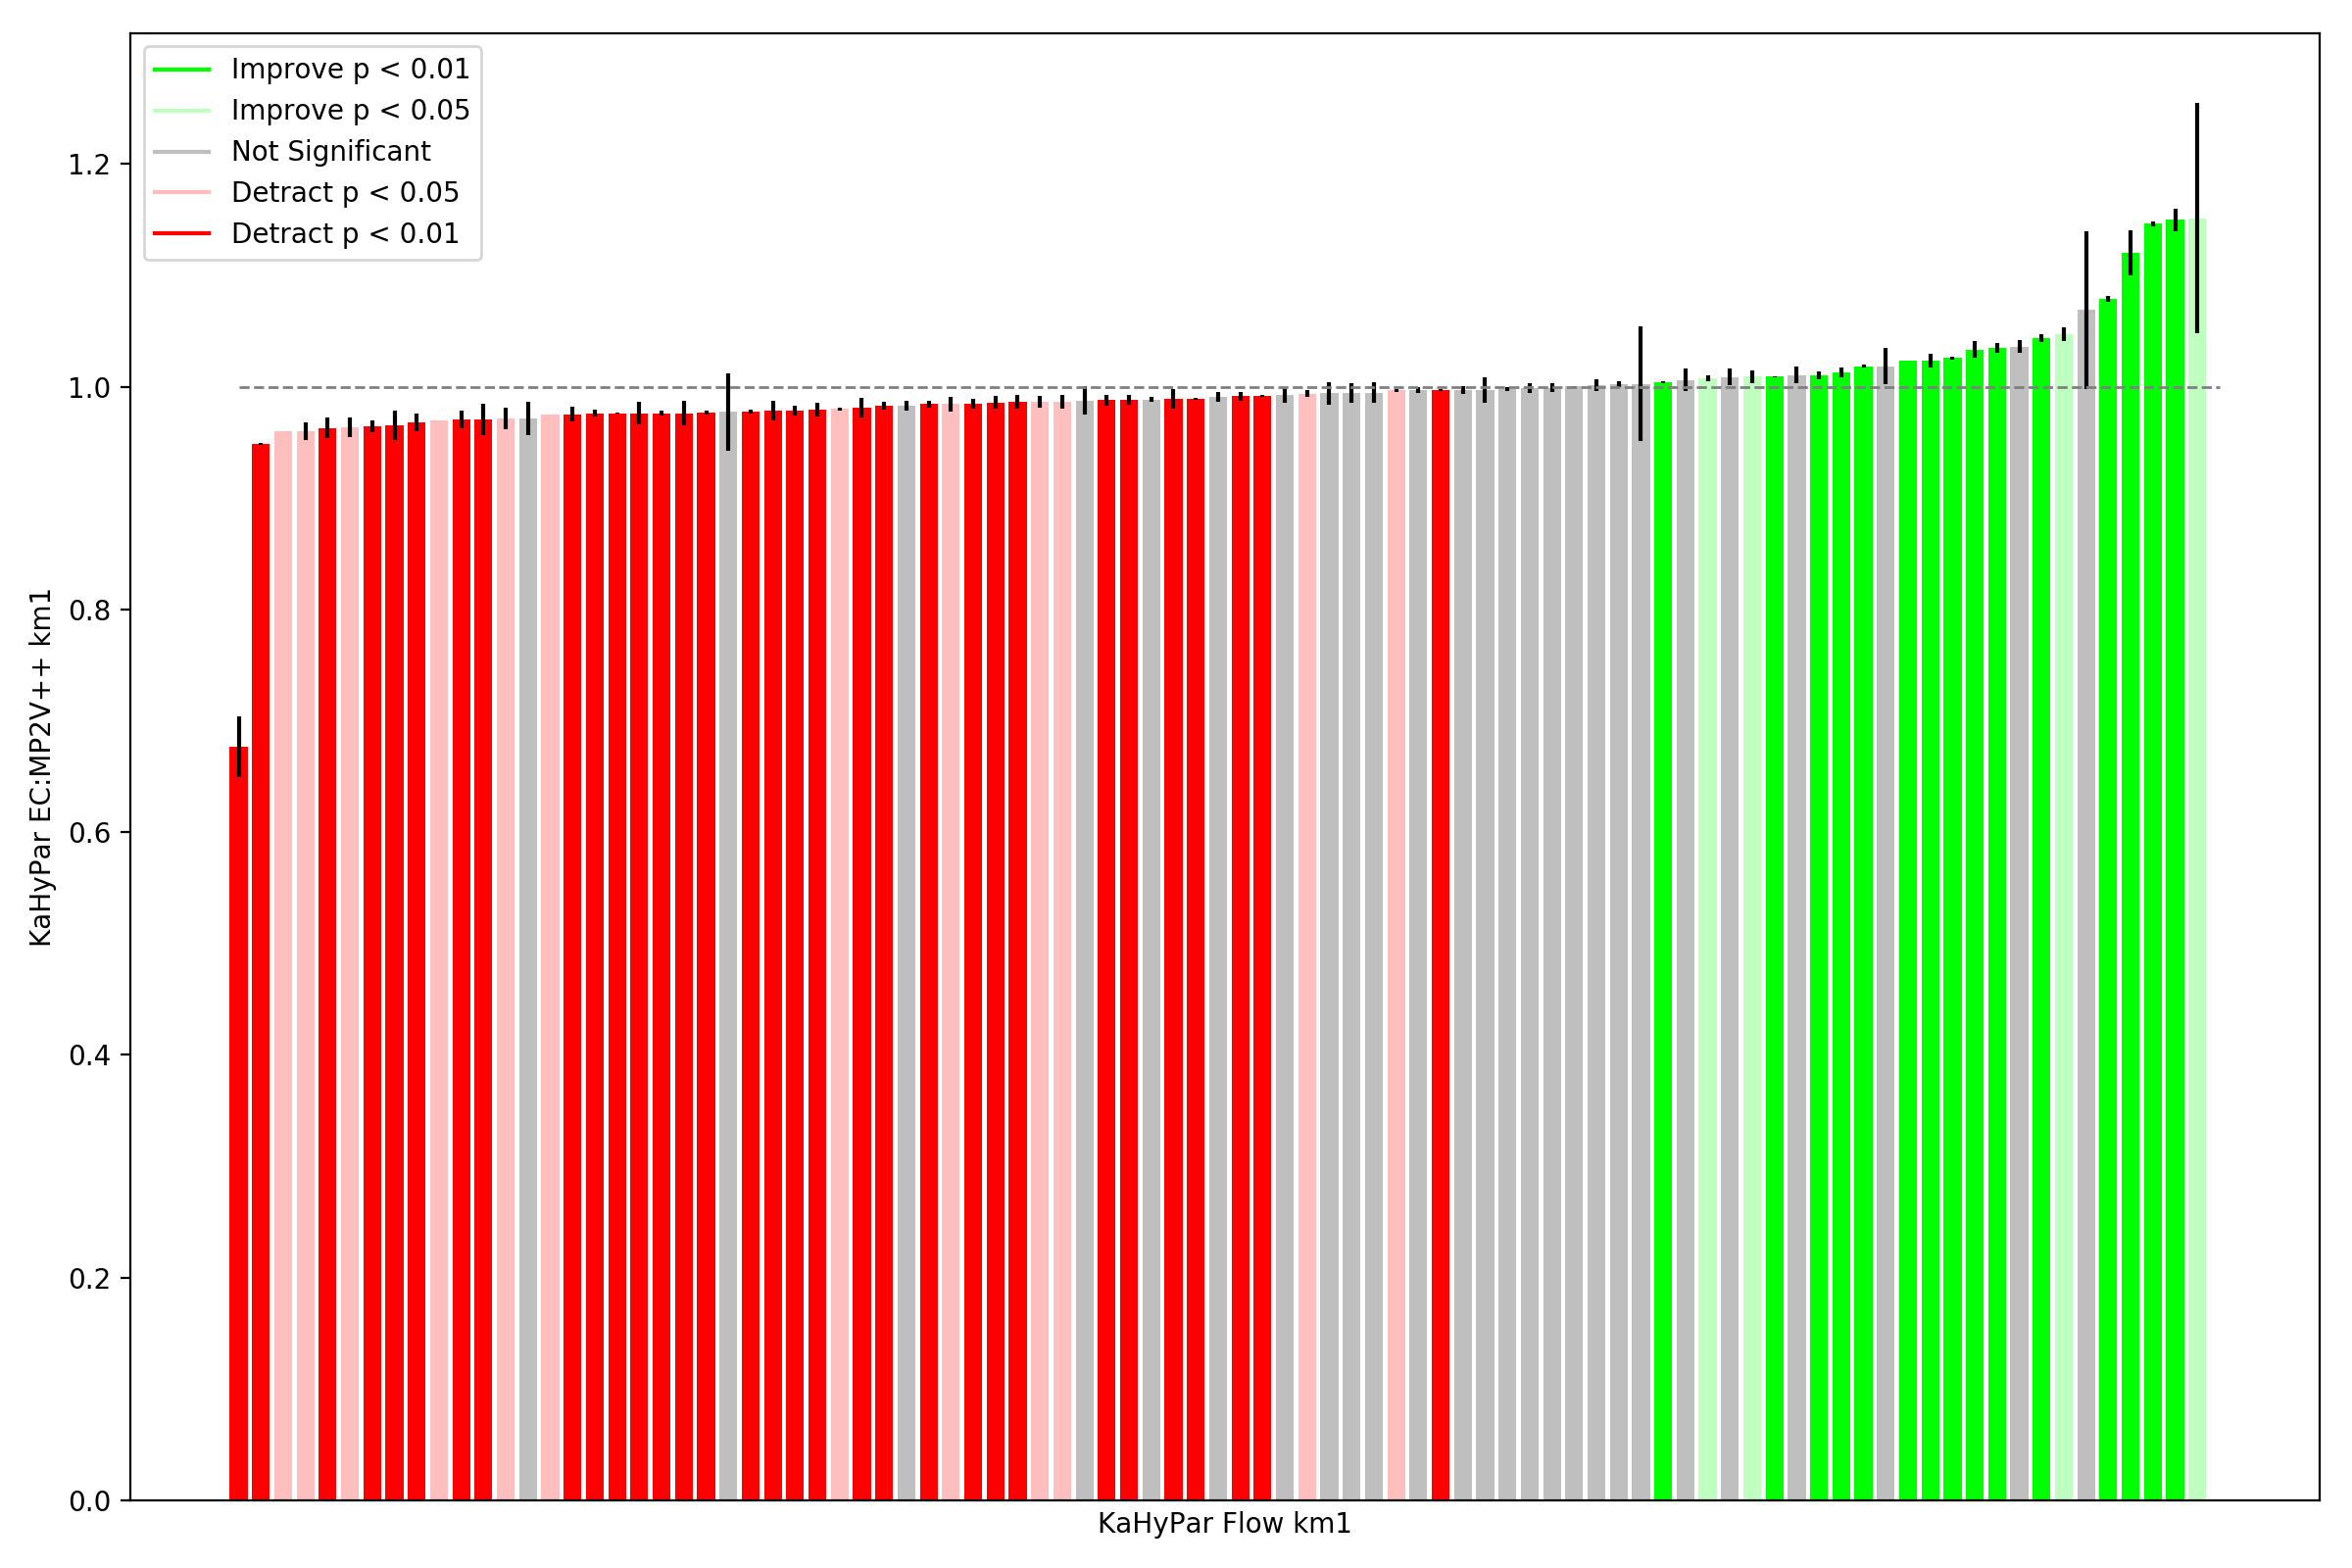 Improve p < 0.01
Improve p < 0.05
Not Significant
Detract p < 0.05
Detract p < 0.01
1.2
1.0
0.8
0.6
0.4
0.2
0.0
KaHyPar EC:MP2V++ km1
KaHyPar Flow km1